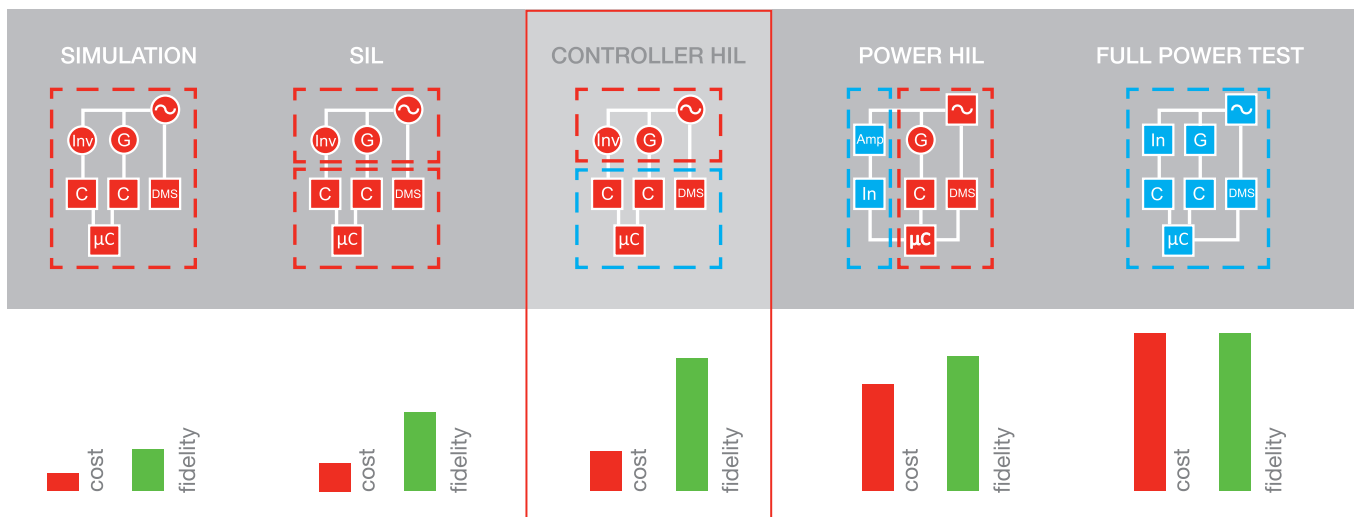 SIMULATION
SIL
CONTROLLER HIL
POWER HIL
FULL POWER TEST
Inv
G
C
C
DMS
µC
Inv
G
C
C
DMS
µC
Inv
G
C
C
DMS
µC
Amp
G
In
C
DMS
µC
In
G
C
C
DMS
µC
cost
fidelity
cost
fidelity
cost
fidelity
cost
fidelity
cost
fidelity